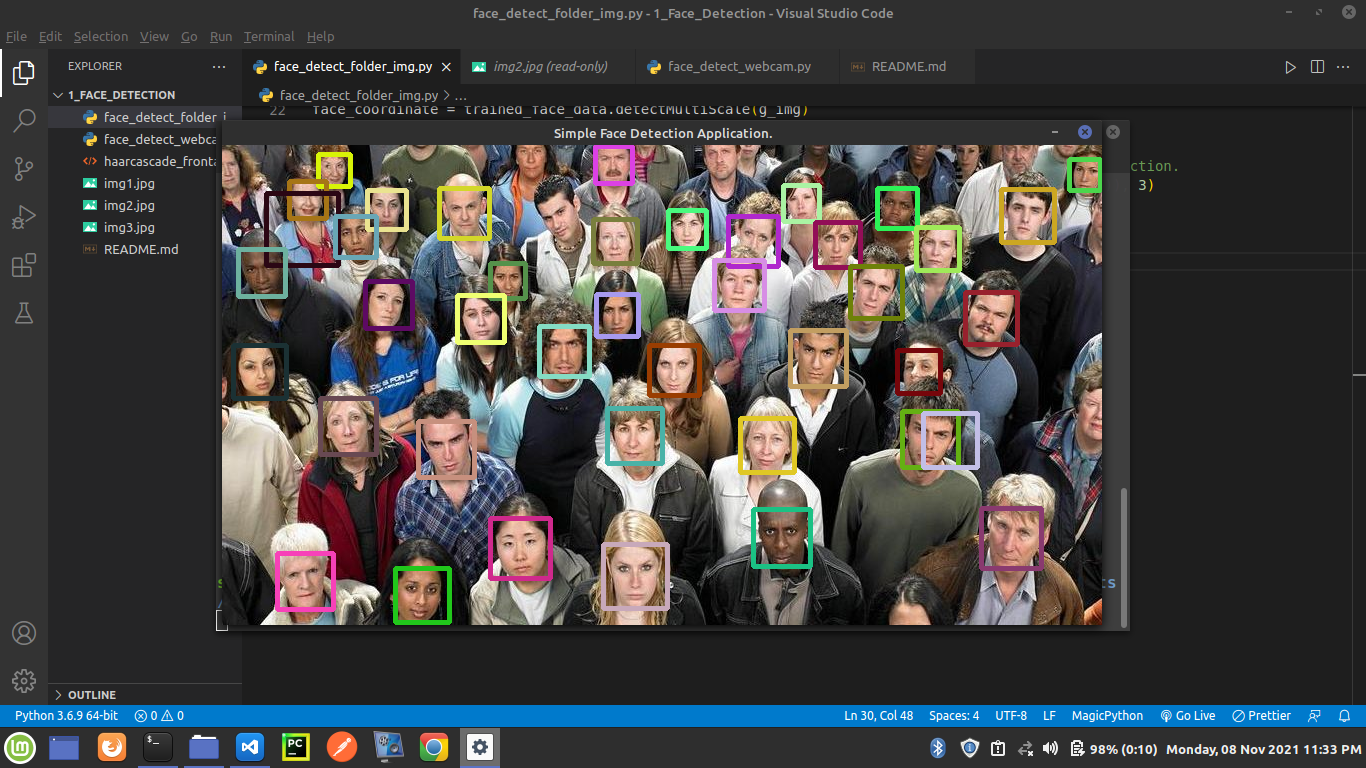 face_detect_folder_img.py - 1_Face_Detection - Visual Studio Code
File Edit Selection View Go Run Terminal Help
EXPLORER
face_detect_folder_img.py
img2.jpg (read-only)
face_detect_webcam.py
README.md
1_FACE_DETECTION
face_detect_folder_img.py > ...
face_detect_folder_i
22 face_coordinate = trained_face_data.detectMultiScale(g_img)
Simple Face Detection Application.
face_detect_webca
haarcascade_fronta
ction.
img1.jpg
3)
img2.jpg
img3.jpg
README.md
OUTLINE
Python 3.6.9 64-bit 0 0 Ln 30, Col 48 Spaces: 4 UTF-8 LF MagicPython Go Live Prettier
98% (0:10) Monday, 08 Nov 2021 11:33 PM